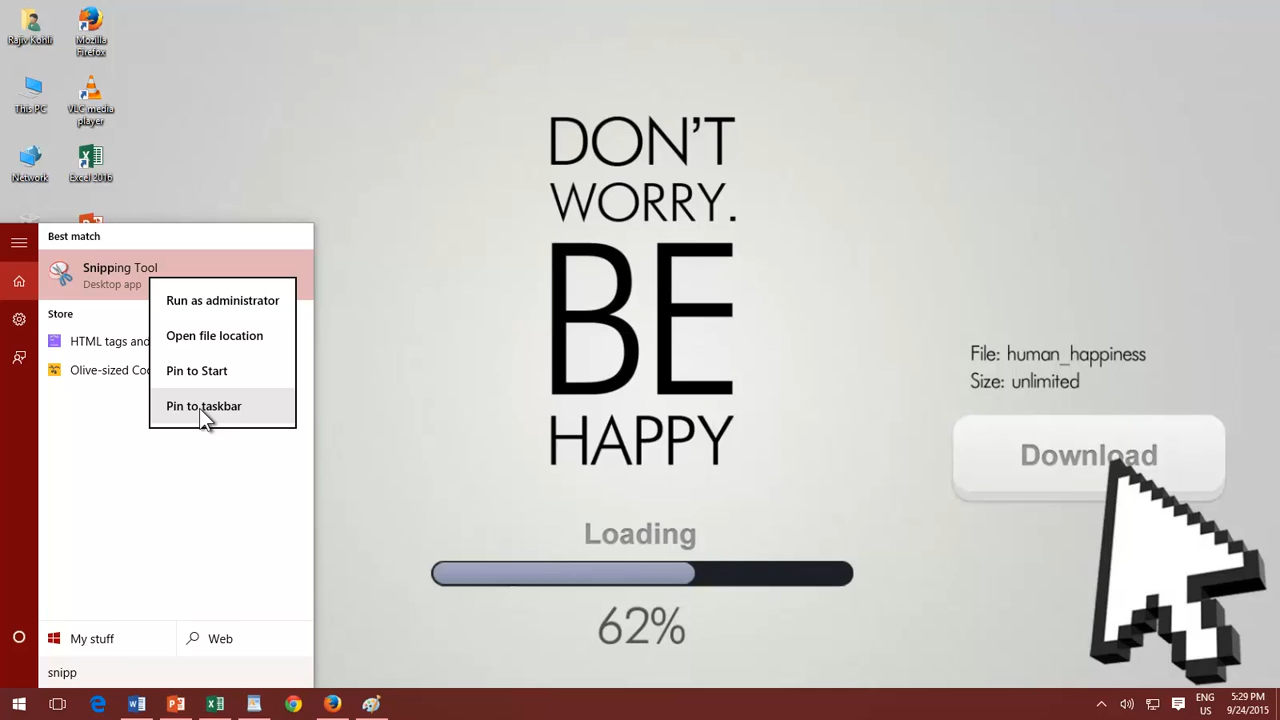 Rajiv Kohli
Mozilla
Firefox
This PC
VLC media
player
Network
Excel 2016
Best match
Snipping Tool
Desktop app
Run as administrator
Open file location
Pin to Start
Pin to taskbar
Store
HTML tags and
Olive-sized Co
My stuff
Web
snipp
DON'T
WORRY.
BE
HAPPY
Loading
62%
File: human_happiness
Size: unlimited
Download
ENG
US
5:29 PM
9/24/2015